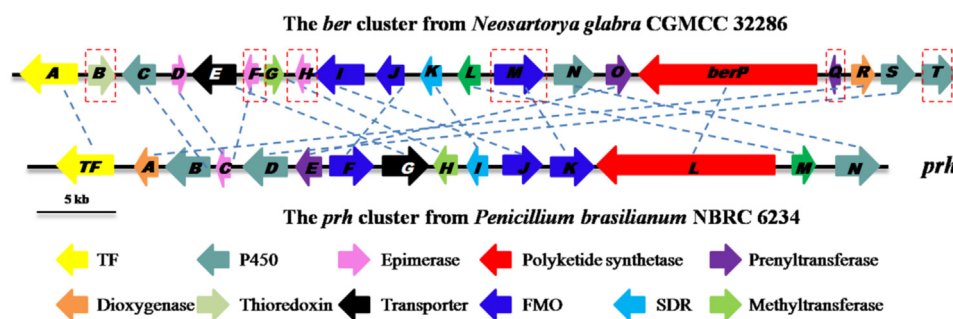 The ber cluster from Neosartorya glabra CGMCC 32286
A B C D E F G H I J K L M N O berP Q R S T
TF A B C D E F G H I J K L M N prh
5 kb
The prh cluster from Penicillium brasilianum NBRC 6234
TF P450 Epimerase Polyketide synthetase Prenyltransferase
Dioxygenase Thioredoxin Transporter FMO SDR Methyltransferase